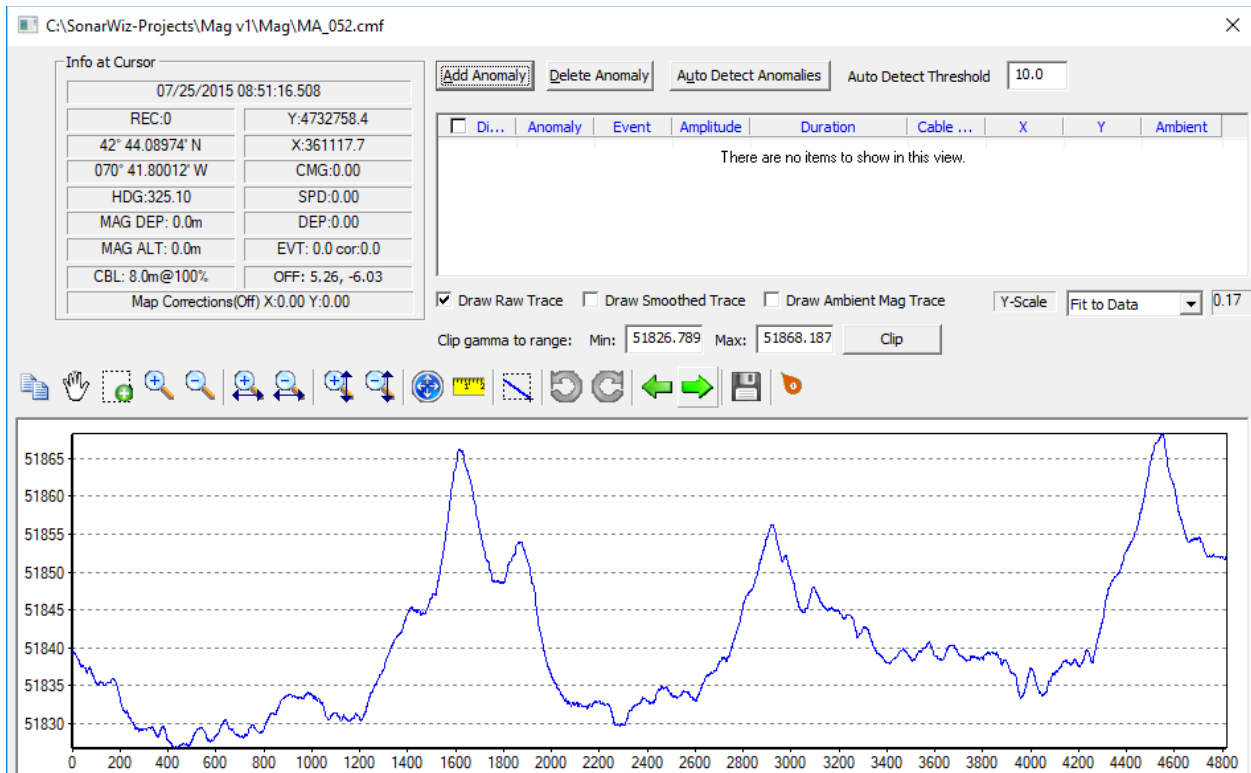 C:\SonarWiz-Projects\Mag v1\Mag\MA_052.cmf
Info at Cursor
07/25/2015 08:51:16.508
REC:0 Y:4732758.4
42° 44.08974' N X:361117.7
070° 41.80012' W CMG:0.00
HDG:325.10 SPD:0.00
MAG DEP: 0.0m DEP:0.00
MAG ALT: 0.0m EVT: 0.0 cor:0.0
CBL: 8.0m@100% OFF: 5.26, -6.03
Map Corrections(Off) X:0.00 Y:0.00
Add Anomaly Delete Anomaly Auto Detect Anomalies Auto Detect Threshold 10.0
Di... Anomaly Event Amplitude Duration Cable ... X Y Ambient
There are no items to show in this view.
Draw Raw Trace Draw Smoothed Trace Draw Ambient Mag Trace Y-Scale Fit to Data 0.17
Clip gamma to range: Min: 51826.789 Max: 51868.187 Clip
51865
51860
51855
51850
51845
51840
51835
51830
0 200 400 600 800 1000 1200 1400 1600 1800 2000 2200 2400 2600 2800 3000 3200 3400 3600 3800 4000 4200 4400 4600 4800